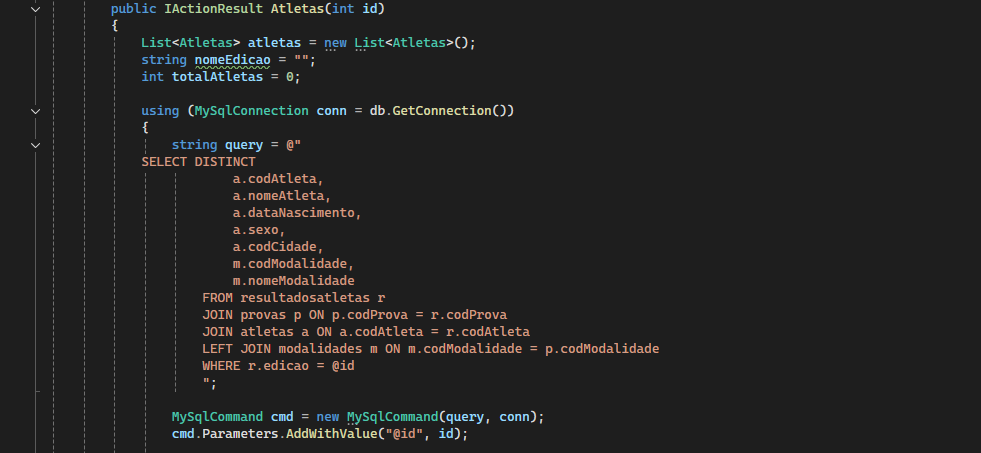 public IActionResult Atletas(int id)
{
List<Atletas> atletas = new List<Atletas>();
string nomeEdicao = "";
int totalAtletas = 0;
using (MySqlConnection conn = db.GetConnection())
{
string query = @"
SELECT DISTINCT
a.codAtleta,
a.nomeAtleta,
a.dataNascimento,
a.sexo,
a.codCidade,
m.codModalidade,
m.nomeModalidade
FROM resultadosatletas r
JOIN provas p ON p.codProva = r.codProva
JOIN atletas a ON a.codAtleta = r.codAtleta
LEFT JOIN modalidades m ON m.codModalidade = p.codModalidade
WHERE r.edicao = @id
";
MySqlCommand cmd = new MySqlCommand(query, conn);
cmd.Parameters.AddWithValue("@id", id);